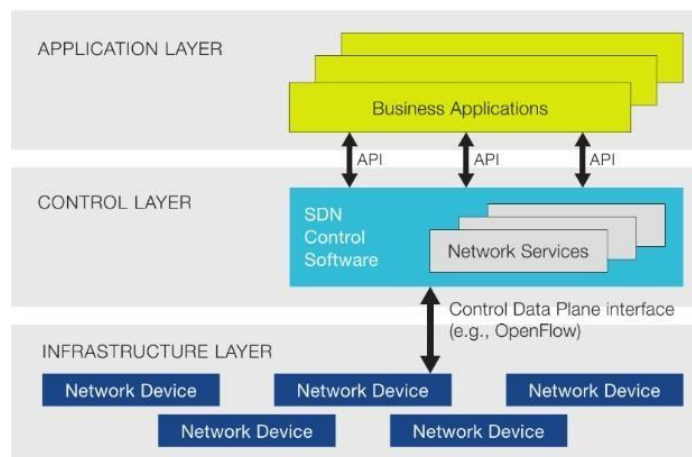 APPLICATION LAYER
Business Applications
API
API
API
CONTROL LAYER
SDN
Control
Software
Network Services
Control Data Plane interface
(e.g., OpenFlow)
INFRASTRUCTURE LAYER
Network Device
Network Device
Network Device
Network Device
Network Device